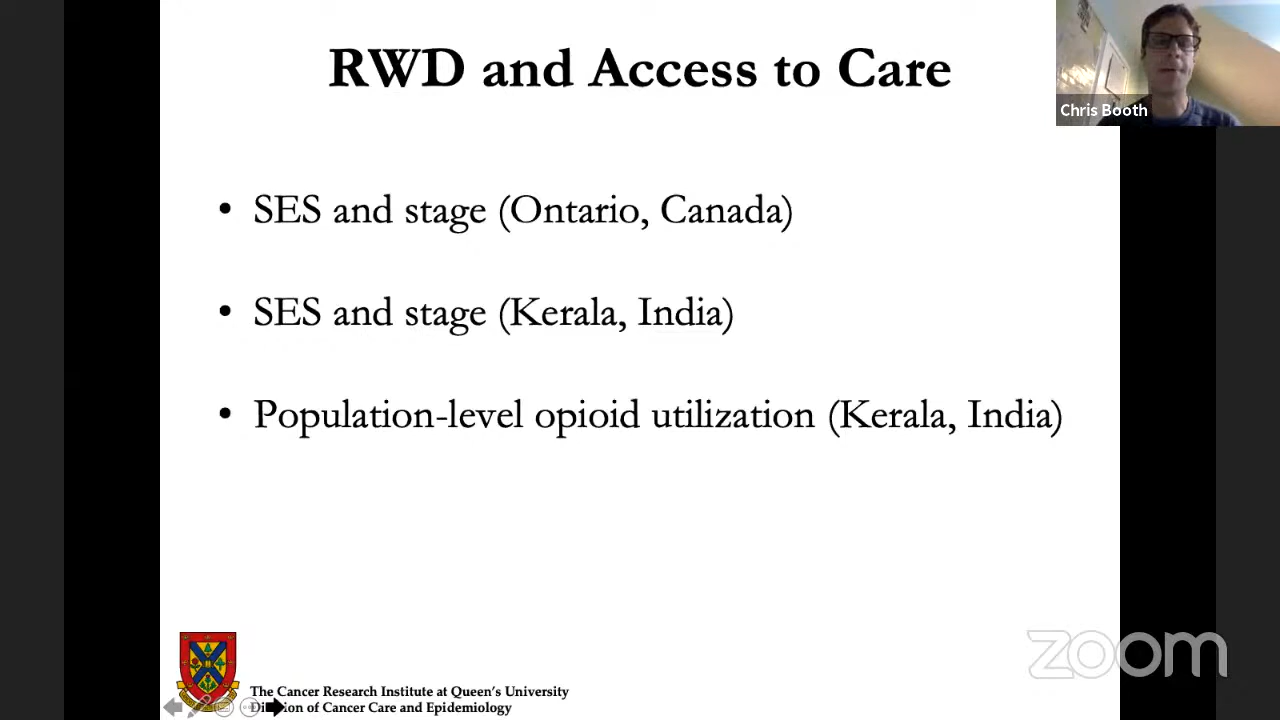 RWD and Access to Care
Chris Booth
• SES and stage (Ontario, Canada)
• SES and stage (Kerala, India)
• Population-level opioid utilization (Kerala, India)
zoom
The Cancer Research Institute at Queen's University
Division of Cancer Care and Epidemiology